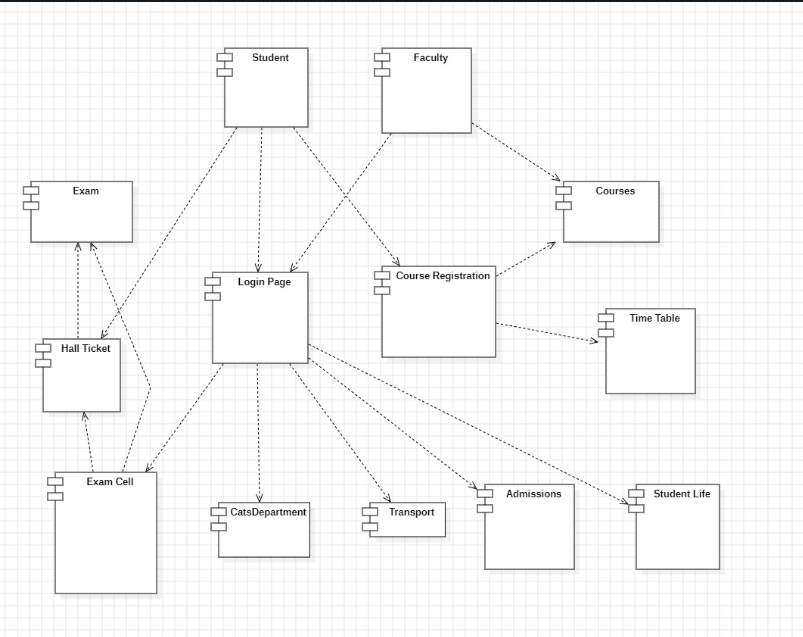 Student
Faculty
Exam
Courses
Login Page
Course Registration
Time Table
Hall Ticket
Exam Cell
CatsDepartment
Transport
Admissions
Student Life